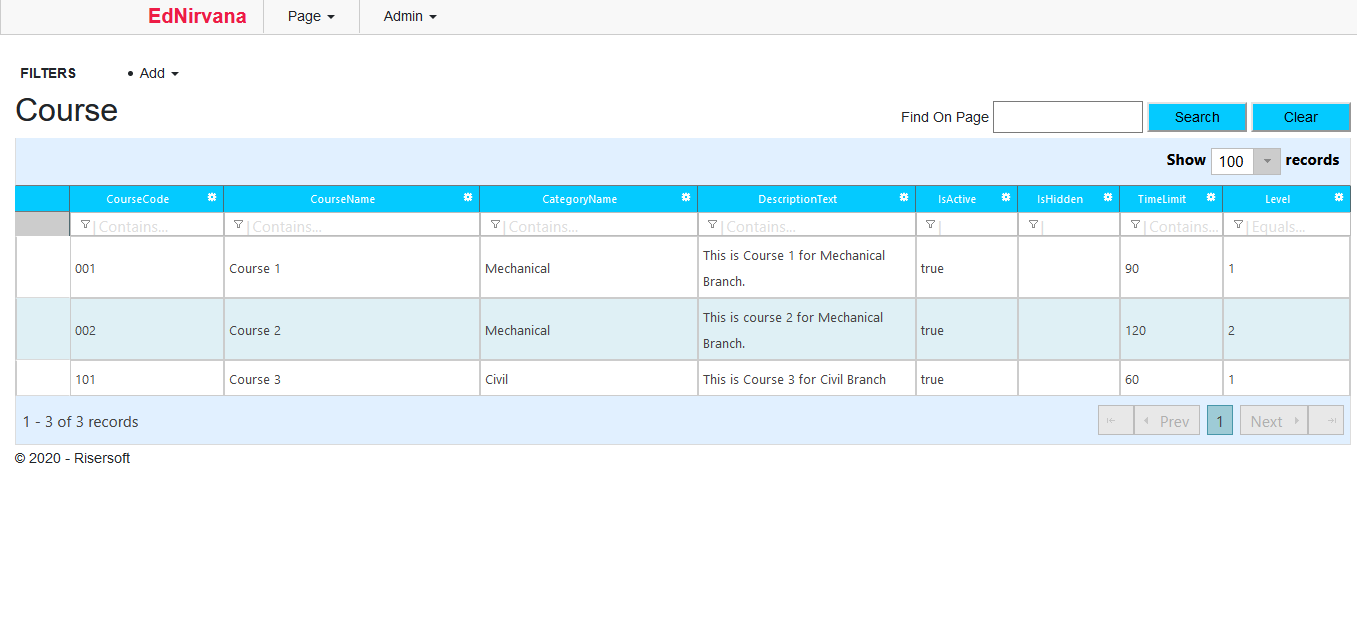 EdNirvana Page Admin
FILTERS • Add
Course
Find On Page Search Clear
Show 100 records
CourseCode CourseName CategoryName DescriptionText IsActive IsHidden TimeLimit Level
Contains... Contains... Contains... Contains... Contains... Equals...
001 Course 1 Mechanical This is Course 1 for Mechanical Branch. true 90 1
002 Course 2 Mechanical This is course 2 for Mechanical Branch. true 120 2
101 Course 3 Civil This is Course 3 for Civil Branch true 60 1
1 - 3 of 3 records Prev 1 Next
© 2020 - Risersoft